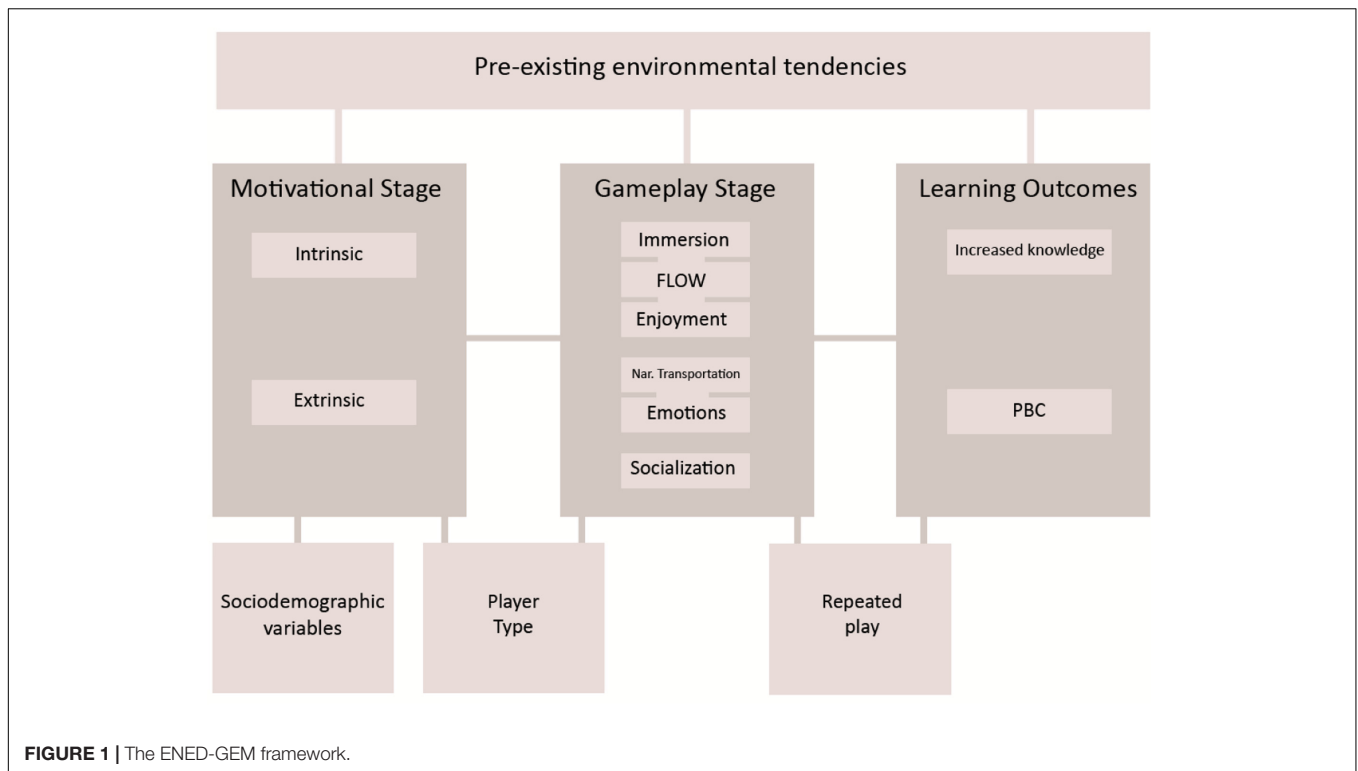 Pre-existing environmental tendencies
Motivational Stage
Intrinsic
Extrinsic
Gameplay Stage
Immersion
FLOW
Enjoyment
Nar. Transportation
Emotions
Socialization
Learning Outcomes
Increased knowledge
PBC
Sociodemographic
variables
Player
Type
Repeated
play
FIGURE 1 | The ENED-GEM framework.